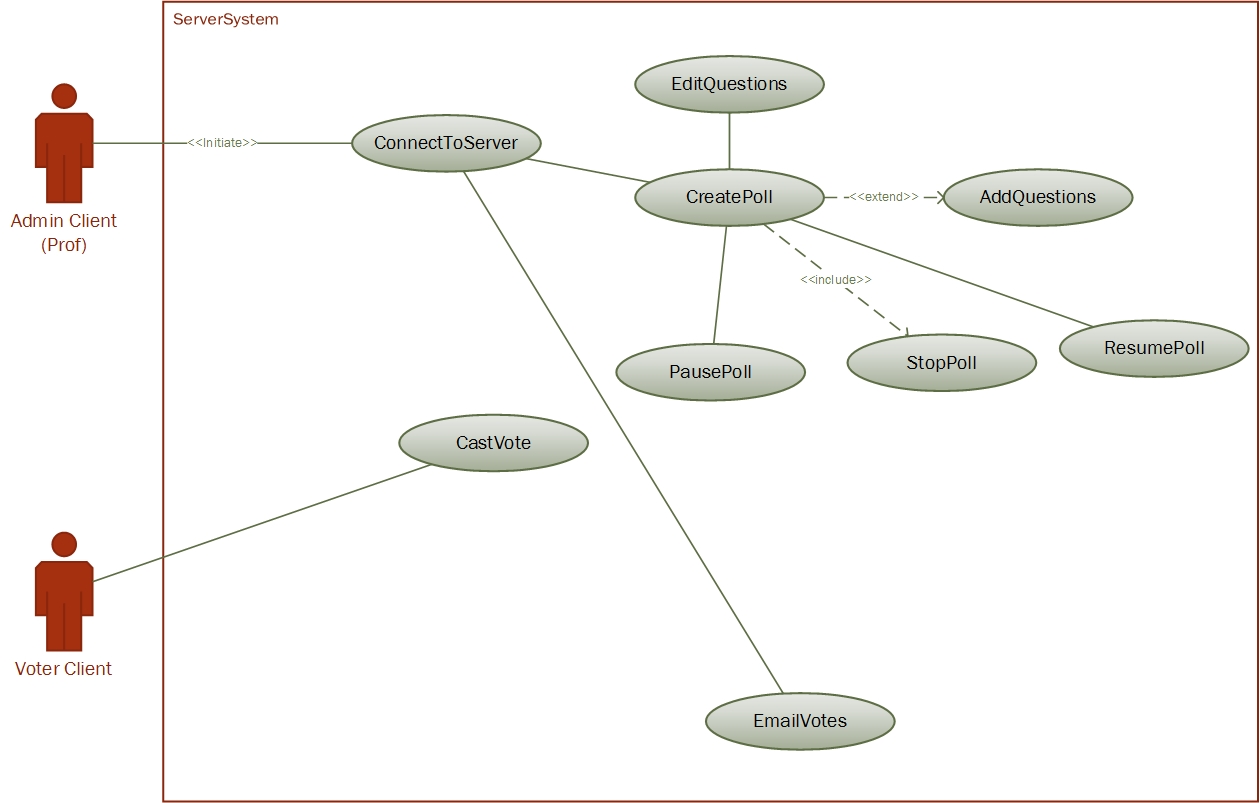 ServerSystem
EditQuestions
<<Initiate>>
ConnectToServer
CreatePoll
<<extend>>
AddQuestions
Admin Client
(Prof)
<<include>>
ResumePoll
StopPoll
PausePoll
CastVote
Voter Client
EmailVotes